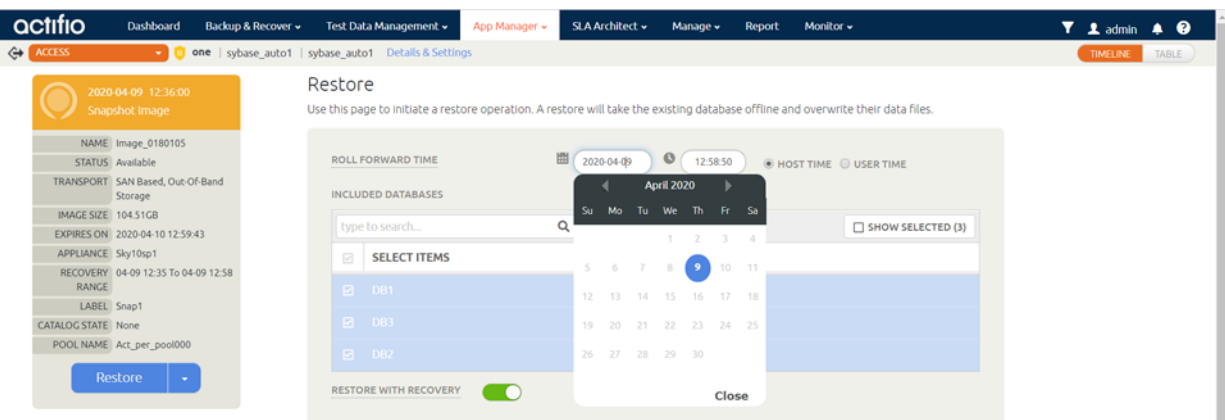 actifio Dashboard Backup & Recover Test Data Management App Manager SLA Architect Manage Report Monitor admin
ACCESS one | sybase_auto1 | sybase_auto1 Details & Settings TIMELINE TABLE
2020-04-09 12:36:00
Snapshot Image
NAME Image_0180105
STATUS Available
TRANSPORT SAN Based, Out-Of-Band
Storage
IMAGE SIZE 104.51GB
EXPIRES ON 2020-04-10 12:59:43
APPLIANCE Sky10sp1
RECOVERY 04-09 12:35 To 04-09 12:58
RANGE
LABEL Snap1
CATALOG STATE None
POOL NAME Act_per_pool000
Restore
Restore
Use this page to initiate a restore operation. A restore will take the existing database offline and overwrite their data files.
ROLL FORWARD TIME 2020-04-09 12:58:50 HOST TIME USER TIME
INCLUDED DATABASES
type to search... SHOW SELECTED (3)
SELECT ITEMS
DB1
DB3
DB2
RESTORE WITH RECOVERY
April 2020
Su Mo Tu We Th Fr Sa
1 2 3 4
5 6 7 8 9 10 11
12 13 14 15 16 17 18
19 20 21 22 23 24 25
26 27 28 29 30
Close